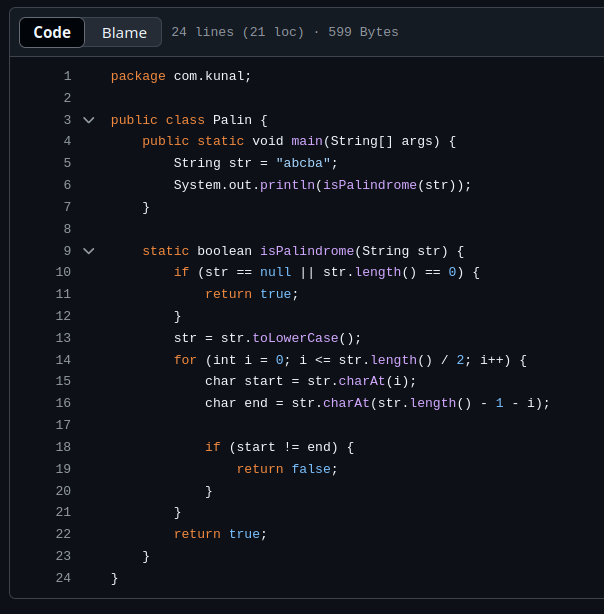 Code Blame 24 lines (21 loc) · 599 Bytes
1 package com.kunal;
2
3 public class Palin {
4     public static void main(String[] args) {
5         String str = "abcba";
6         System.out.println(isPalindrome(str));
7     }
8
9     static boolean isPalindrome(String str) {
10         if (str == null || str.length() == 0) {
11             return true;
12         }
13         str = str.toLowerCase();
14         for (int i = 0; i <= str.length() / 2; i++) {
15             char start = str.charAt(i);
16             char end = str.charAt(str.length() - 1 - i);
17
18             if (start != end) {
19                 return false;
20             }
21         }
22         return true;
23     }
24 }